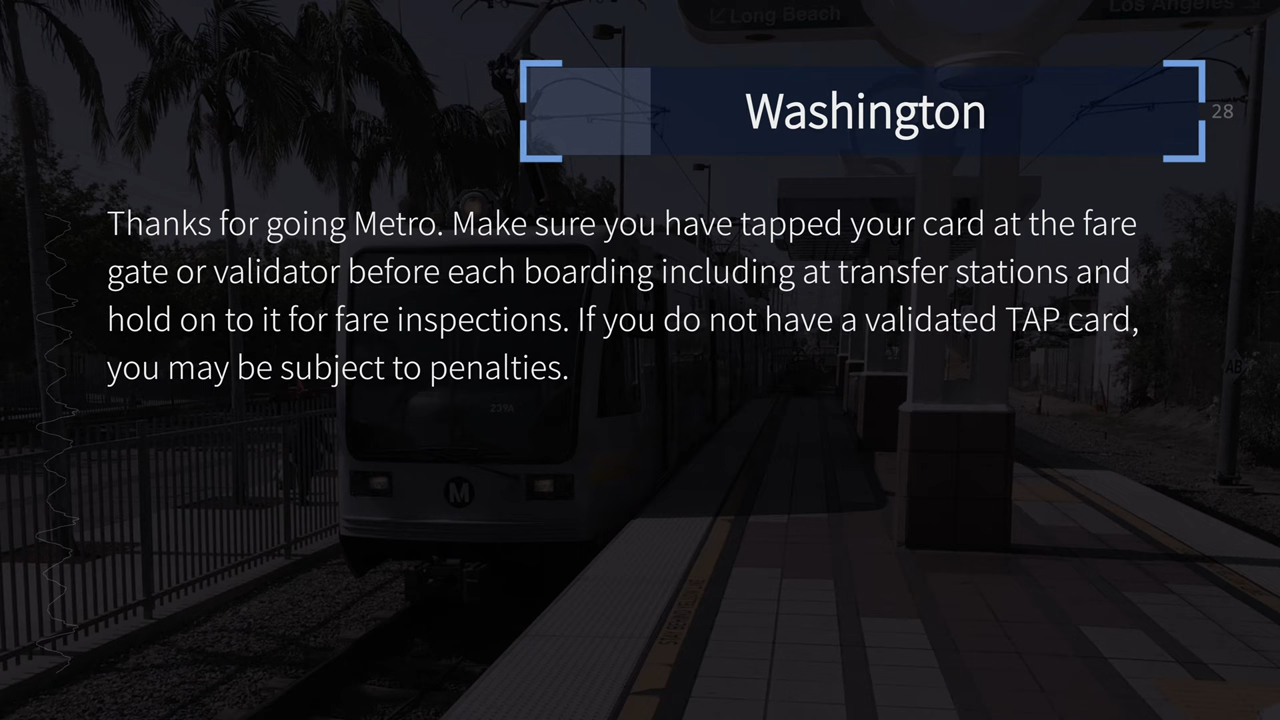 Long Beach
Los Angeles
Washington
28
Thanks for going Metro. Make sure you have tapped your card at the fare
gate or validator before each boarding including at transfer stations and
hold on to it for fare inspections. If you do not have a validated TAP card,
you may be subject to penalties.
239A
M
AB